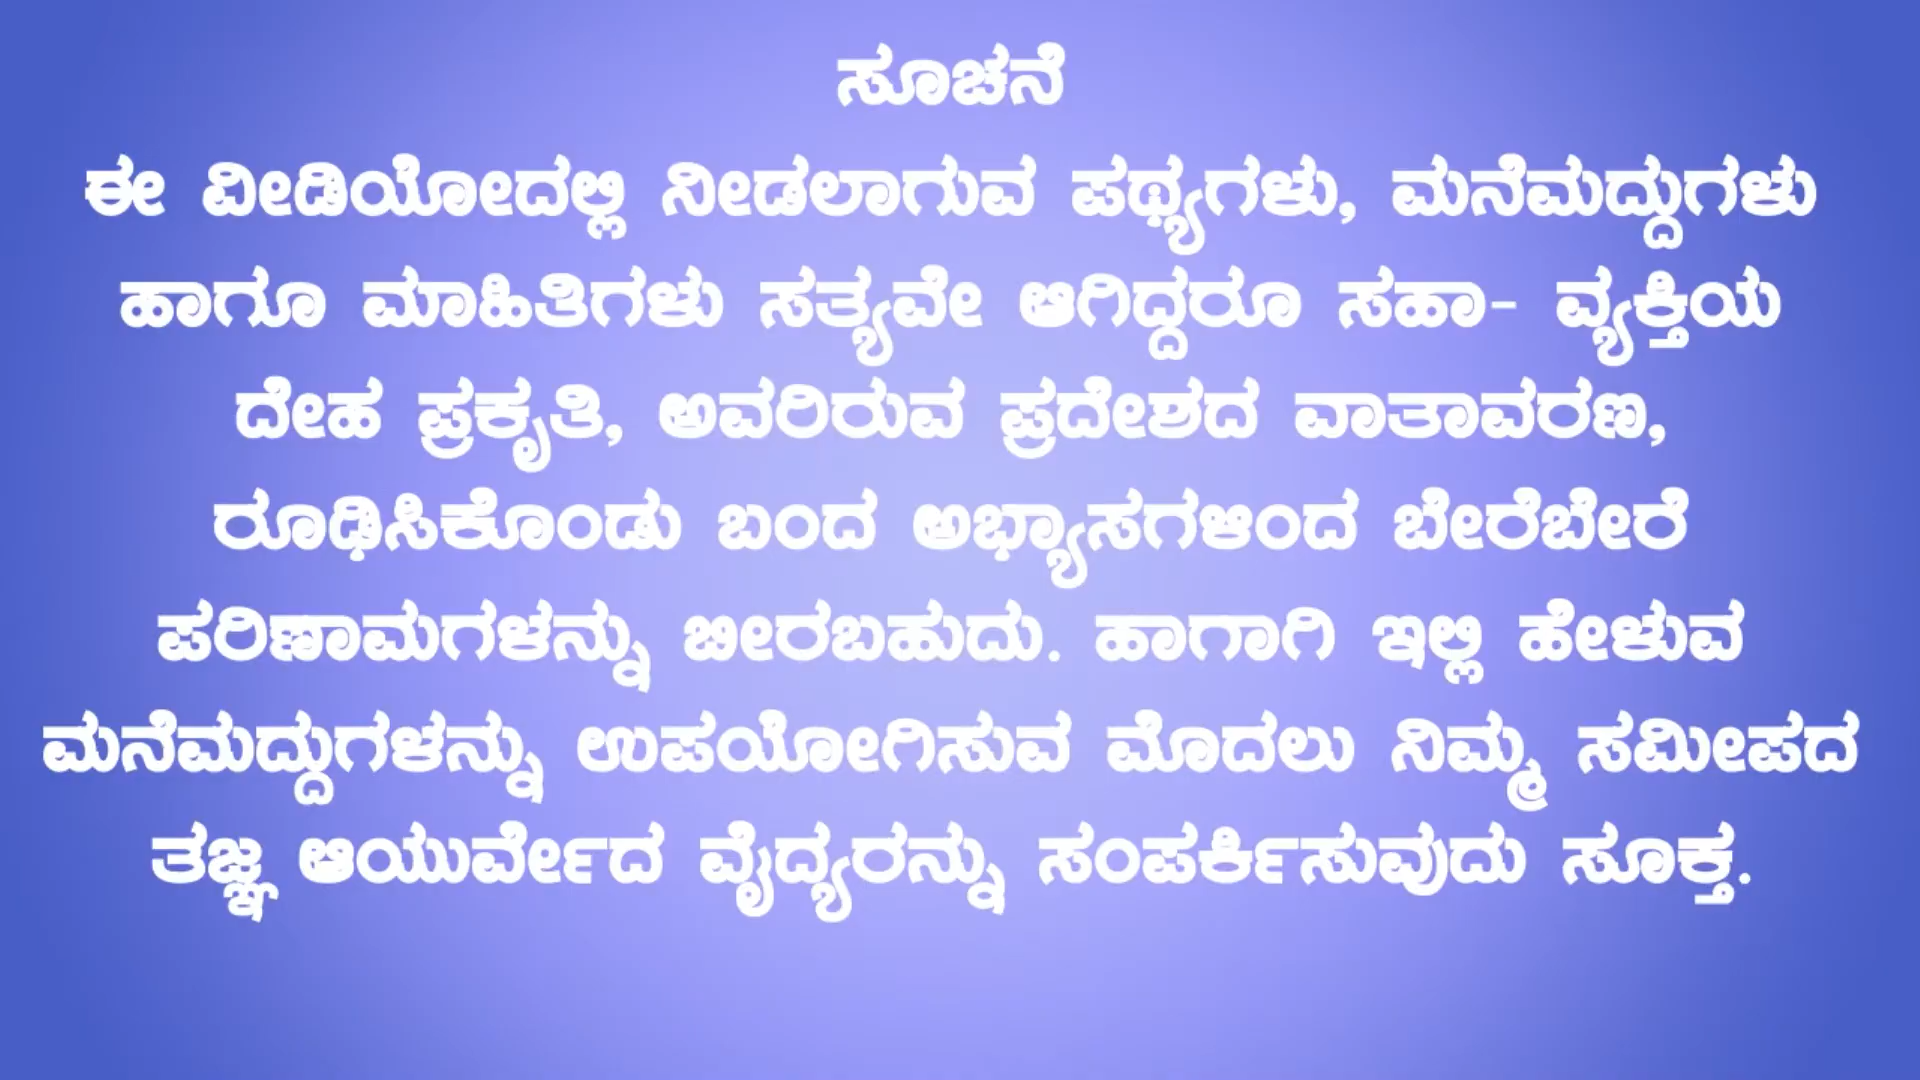 ಸೂಚನೆ
ಈ ವೀಡಿಯೋದಲ್ಲಿ ನೀಡಲಾಗುವ ಪಥ್ಯಗಳು, ಮನೆಮದ್ದುಗಳು
ಹಾಗೂ ಮಾಹಿತಿಗಳು ಸತ್ಯವೇ ಆಗಿದ್ದರೂ ಸಹಾ- ವ್ಯಕ್ತಿಯ
ದೇಹ ಪ್ರಕೃತಿ, ಅವರಿರುವ ಪ್ರದೇಶದ ವಾತಾವರಣ,
ರೂಢಿಸಿಕೊಂಡು ಬಂದ ಅಭ್ಯಾಸಗಳಿಂದ ಬೇರೆಬೇರೆ
ಪರಿಣಾಮಗಳನ್ನು ಬೀರಬಹುದು. ಹಾಗಾಗಿ ಇಲ್ಲಿ ಹೇಳುವ
ಮನೆಮದ್ದುಗಳನ್ನು ಉಪಯೋಗಿಸುವ ಮೊದಲು ನಿಮ್ಮ ಸಮೀಪದ
ತಜ್ಞ ಆಯುರ್ವೇದ ವೈದ್ಯರನ್ನು ಸಂಪರ್ಕಿಸುವುದು ಸೂಕ್ತ.